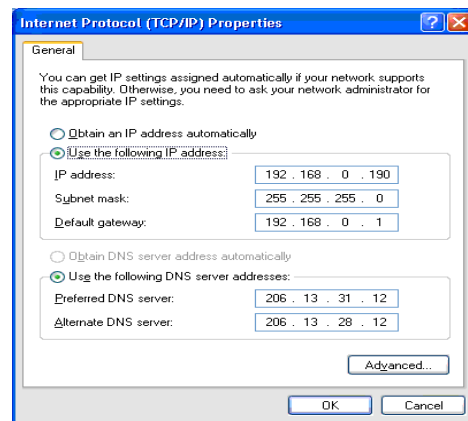 Internet Protocol (TCP/IP) Properties
General
You can get IP settings assigned automatically if your network supports
this capability. Otherwise, you need to ask your network administrator for
the appropriate IP settings.
Obtain an IP address automatically
Use the following IP address:
IP address: 192 . 168 . 0 . 190
Subnet mask: 255 . 255 . 255 . 0
Default gateway: 192 . 168 . 0 . 1
Obtain DNS server address automatically
Use the following DNS server addresses:
Preferred DNS server: 206 . 13 . 31 . 12
Alternate DNS server: 206 . 13 . 28 . 12
Advanced...
OK Cancel